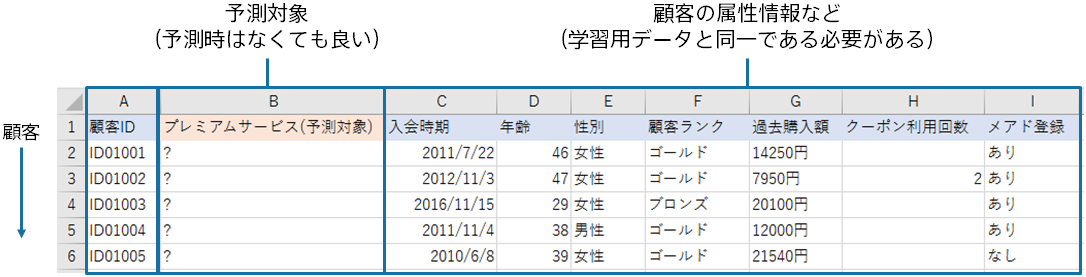 予測対象
(予測時はなくても良い)
顧客の属性情報など
(学習用データと同一である必要がある)
顧客
A B C D E F G H I
1 顧客ID プレミアムサービス(予測対象) 入会時期 年齢 性別 顧客ランク 過去購入額 クーポン利用回数 メアド登録
2 ID01001 ? 2011/7/22 46 女性 ゴールド 14250円 あり
3 ID01002 ? 2012/11/3 47 女性 ゴールド 7950円 2 あり
4 ID01003 ? 2016/11/15 29 女性 ブロンズ 20100円 あり
5 ID01004 ? 2011/11/4 38 男性 ゴールド 12000円 あり
6 ID01005 ? 2010/6/8 39 女性 ゴールド 21540円 なし